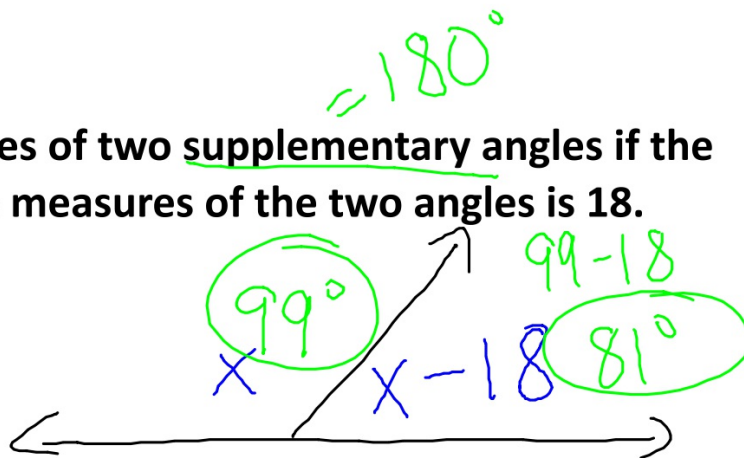 = 180°
es of two supplementary angles if the
measures of the two angles is 18.
99 - 18
99°
81°
x
x - 18